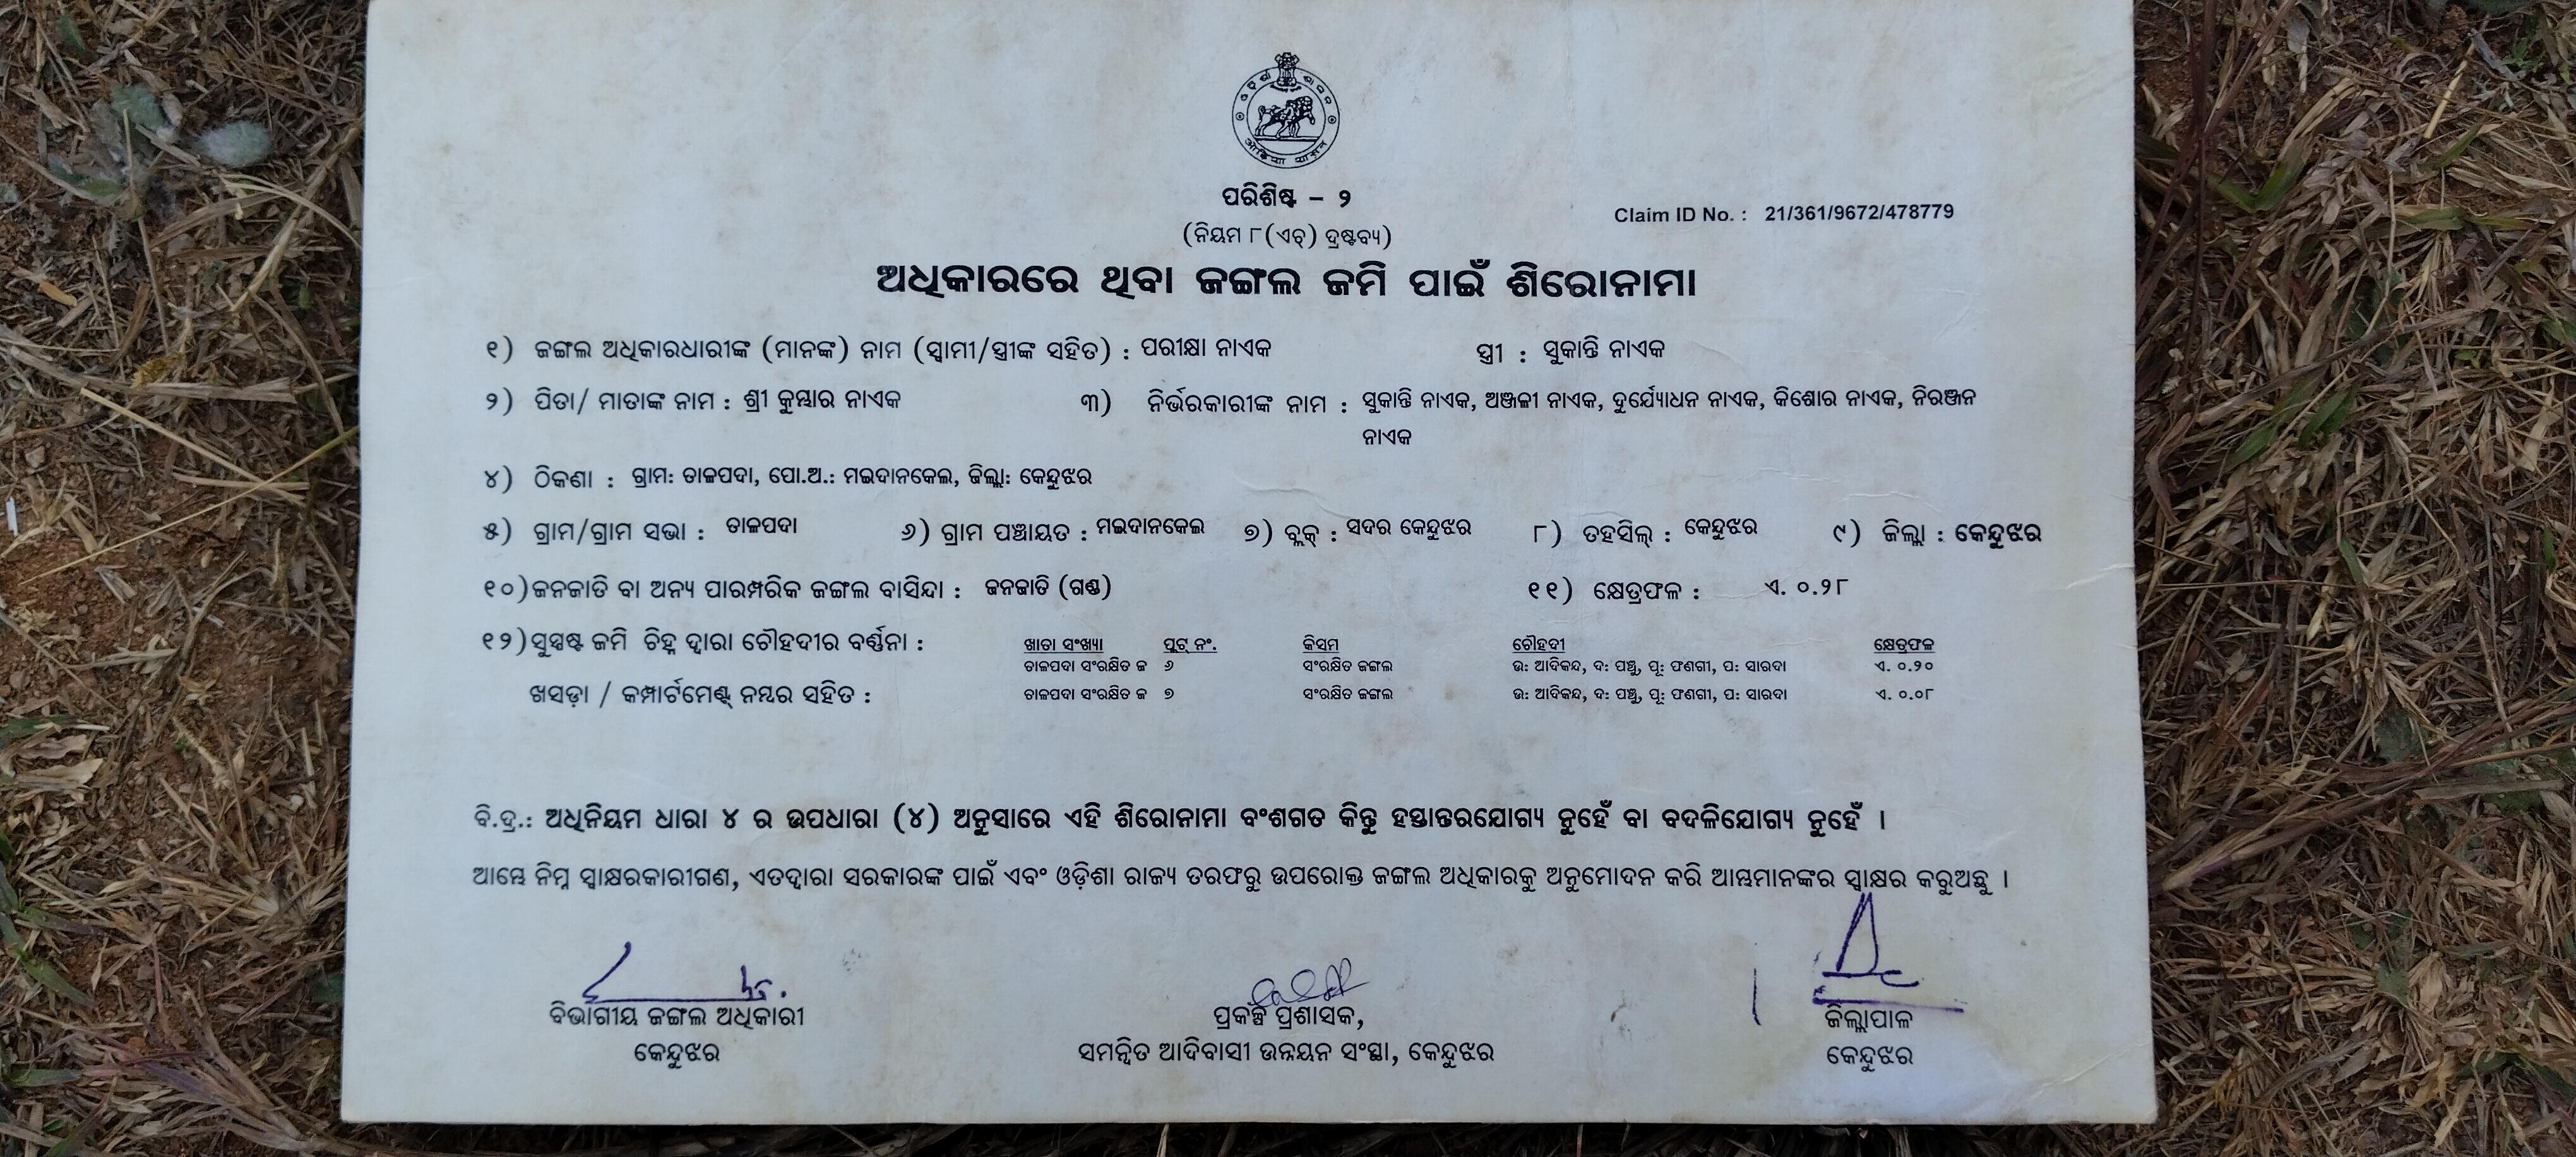 ପରିଶିଷ୍ଟ – ୨
Claim ID No. : 21/361/9672/478779
(ନିୟମ ୮(ଏଚ୍) ଦ୍ରଷ୍ଟବ୍ୟ)
ଅଧିକାରରେ ଥିବା ଜଙ୍ଗଲ ଜମି ପାଇଁ ଶିରୋନାମା
୧) ଜଙ୍ଗଲ ଅଧିକାରଧାରୀଙ୍କ (ମାନଙ୍କ) ନାମ (ସ୍ୱାମୀ/ସ୍ତ୍ରୀଙ୍କ ସହିତ) : ପରୀକ୍ଷା ନାଏକ ସ୍ତ୍ରୀ : ସୁକାନ୍ତି ନାଏକ
୨) ପିତା/ ମାତାଙ୍କ ନାମ : ଶ୍ରୀ କୁମ୍ଭାର ନାଏକ ୩) ନିର୍ଭରକାରୀଙ୍କ ନାମ : ସୁକାନ୍ତି ନାଏକ, ଅଞ୍ଜଳୀ ନାଏକ, ଦୁର୍ଯ୍ୟୋଧନ ନାଏକ, କିଶୋର ନାଏକ, ନିରଞ୍ଜନ
ନାଏକ
୪) ଠିକଣା : ଗ୍ରାମ: ତାଳପଦା, ପୋ.ଅ.: ମଇଦାନକେଲ, ଜିଲ୍ଲା: କେନ୍ଦୁଝର
୫) ଗ୍ରାମ/ଗ୍ରାମ ସଭା : ତାଳପଦା ୬) ଗ୍ରାମ ପଞ୍ଚାୟତ : ମଇଦାନକେଲ ୭) ବ୍ଲକ୍ : ସଦର କେନ୍ଦୁଝର ୮) ତହସିଲ୍ : କେନ୍ଦୁଝର ୯) ଜିଲ୍ଲା : କେନ୍ଦୁଝର
୧୦) ଜନଜାତି ବା ଅନ୍ୟ ପାରମ୍ପରିକ ଜଙ୍ଗଲ ବାସିନ୍ଦା : ଜନଜାତି (ଗଣ୍ଡ) ୧୧) କ୍ଷେତ୍ରଫଳ : ଏ. ୦.୨୮
୧୨) ସୁସ୍ପଷ୍ଟ ଜମି ଚିହ୍ନ ଦ୍ୱାରା ଚୌହଦୀର ବର୍ଣ୍ଣନା : ଖାତା ସଂଖ୍ୟା ପ୍ଲଟ୍ ନଂ. କିସମ ଚୌହଦୀ କ୍ଷେତ୍ରଫଳ
ତାଳପଦା ସଂରକ୍ଷିତ ଜ ୬ ସଂରକ୍ଷିତ ଜଙ୍ଗଲ ଉ: ଆଦିକନ୍ଦ, ଦ: ପଞ୍ଚୁ, ପୂ: ଫଣଗୀ, ପ: ସାରଦା ଏ. ୦.୨୦
ଖସଡ଼ା / କମ୍ପାର୍ଟମେଣ୍ଟ୍ ନମ୍ବର ସହିତ : ତାଳପଦା ସଂରକ୍ଷିତ ଜ ୭ ସଂରକ୍ଷିତ ଜଙ୍ଗଲ ଉ: ଆଦିକନ୍ଦ, ଦ: ପଞ୍ଚୁ, ପୂ: ଫଣଗୀ, ପ: ସାରଦା ଏ. ୦.୦୮
ବି.ଦ୍ର.: ଅଧିନିୟମ ଧାରା ୪ ର ଉପଧାରା (୪) ଅନୁସାରେ ଏହି ଶିରୋନାମା ବଂଶଗତ କିନ୍ତୁ ହସ୍ତାନ୍ତରଯୋଗ୍ୟ ନୁହେଁ ବା ବଦଳିଯୋଗ୍ୟ ନୁହେଁ ।
ଆମ୍ଭେ ନିମ୍ନ ସ୍ୱାକ୍ଷରକାରୀଗଣ, ଏତଦ୍ୱାରା ସରକାରଙ୍କ ପାଇଁ ଏବଂ ଓଡ଼ିଶା ରାଜ୍ୟ ତରଫରୁ ଉପରୋକ୍ତ ଜଙ୍ଗଲ ଅଧିକାରକୁ ଅନୁମୋଦନ କରି ଆମ୍ଭମାନଙ୍କର ସ୍ୱାକ୍ଷର କରୁଅଛୁ ।
ବିଭାଗୀୟ ଜଙ୍ଗଲ ଅଧିକାରୀ ପ୍ରକଳ୍ପ ପ୍ରଶାସକ, ଜିଲ୍ଲାପାଳ
କେନ୍ଦୁଝର ସମନ୍ୱିତ ଆଦିବାସୀ ଉନ୍ନୟନ ସଂସ୍ଥା, କେନ୍ଦୁଝର କେନ୍ଦୁଝର